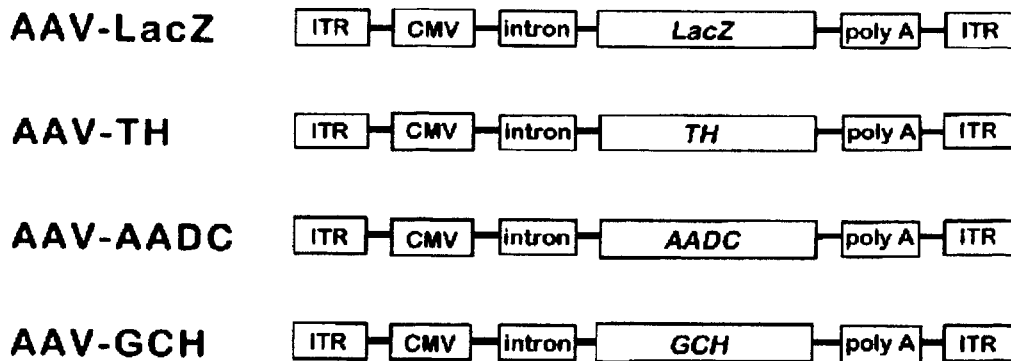 AAV-LacZ ITR CMV intron LacZ poly A ITR
AAV-TH ITR CMV intron TH poly A ITR
AAV-AADC ITR CMV intron AADC poly A ITR
AAV-GCH ITR CMV intron GCH poly A ITR